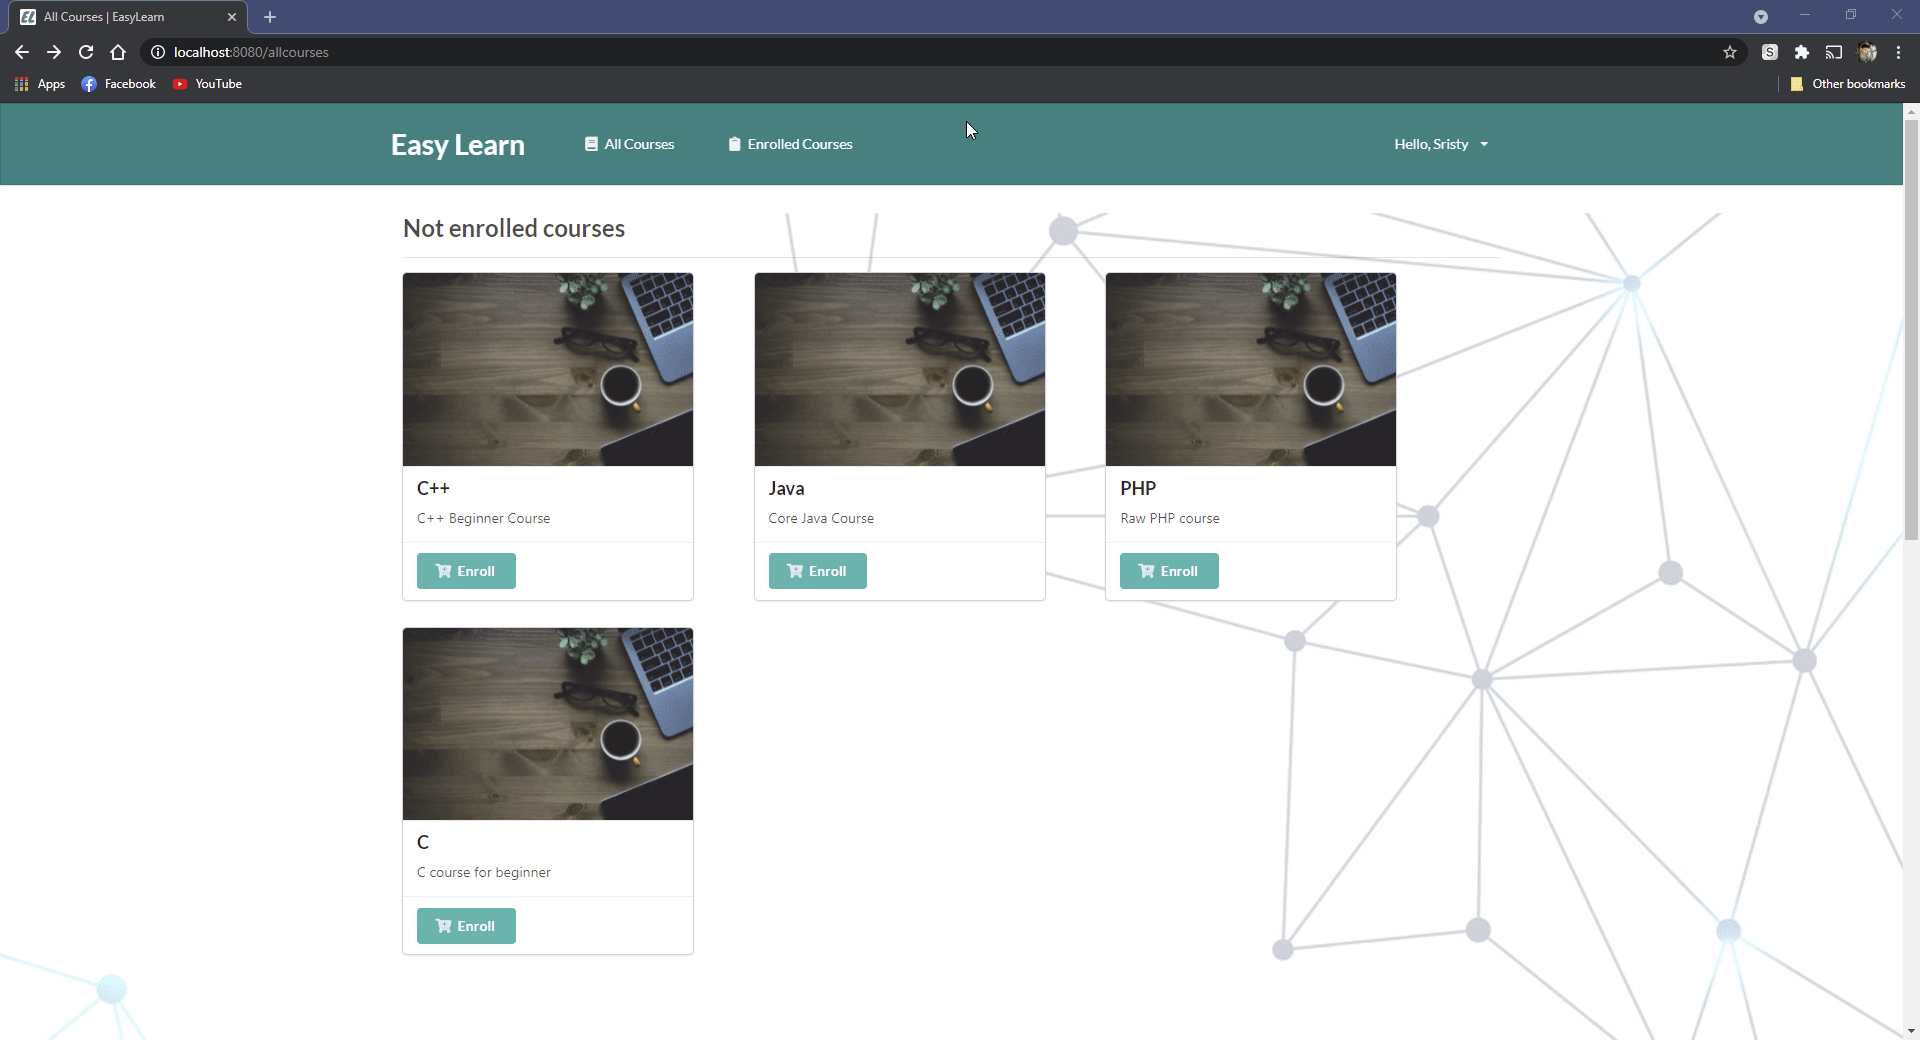 EL All Courses | EasyLearn
localhost:8080/allcourses
S
Apps Facebook YouTube Other bookmarks
Easy Learn All Courses Enrolled Courses Hello, Sristy
Not enrolled courses
C++
C++ Beginner Course
Enroll
Java
Core Java Course
Enroll
PHP
Raw PHP course
Enroll
C
C course for beginner
Enroll